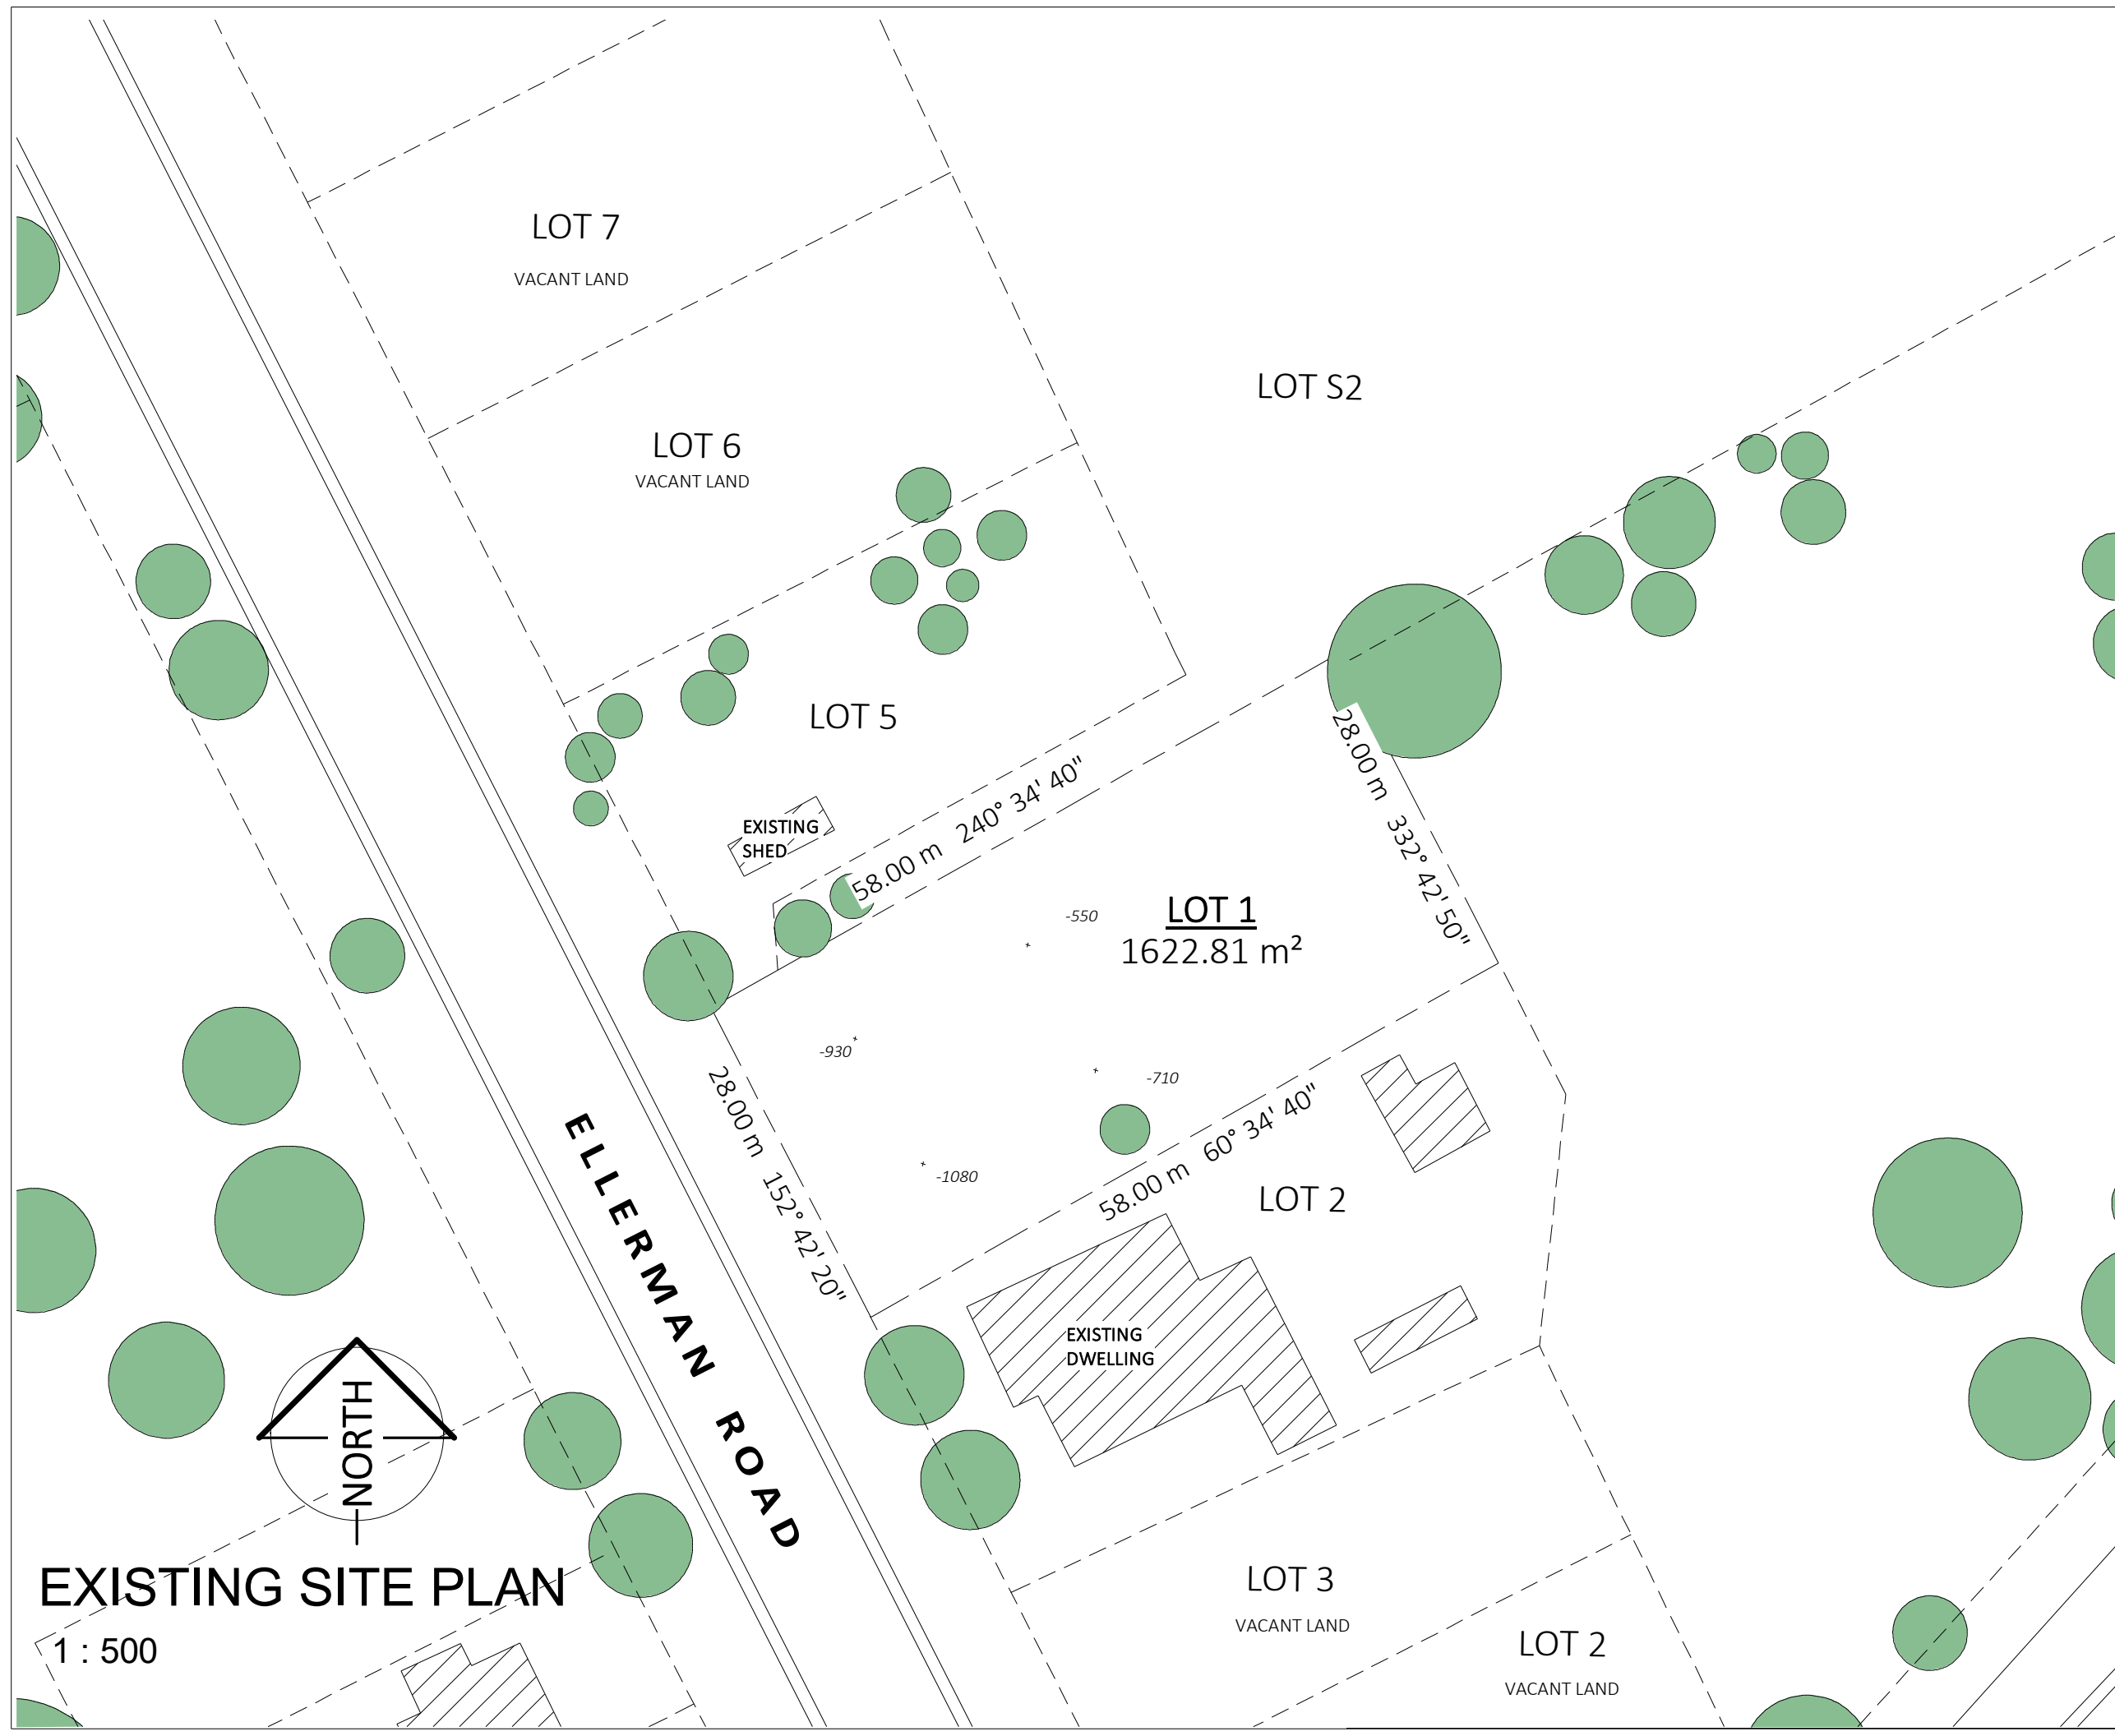 LOT 7
VACANT LAND
LOT S2
LOT 6
VACANT LAND
LOT 5
EXISTING
SHED
58.00 m 240° 34' 40"
28.00 m 332° 42' 50"
LOT 1
1622.81 m²
-550
-930
-710
-1080
28.00 m 152° 42' 20"
58.00 m 60° 34' 40"
ELLERMAN ROAD
LOT 2
EXISTING
DWELLING
NORTH
EXISTING SITE PLAN
1 : 500
LOT 3
VACANT LAND
LOT 2
VACANT LAND